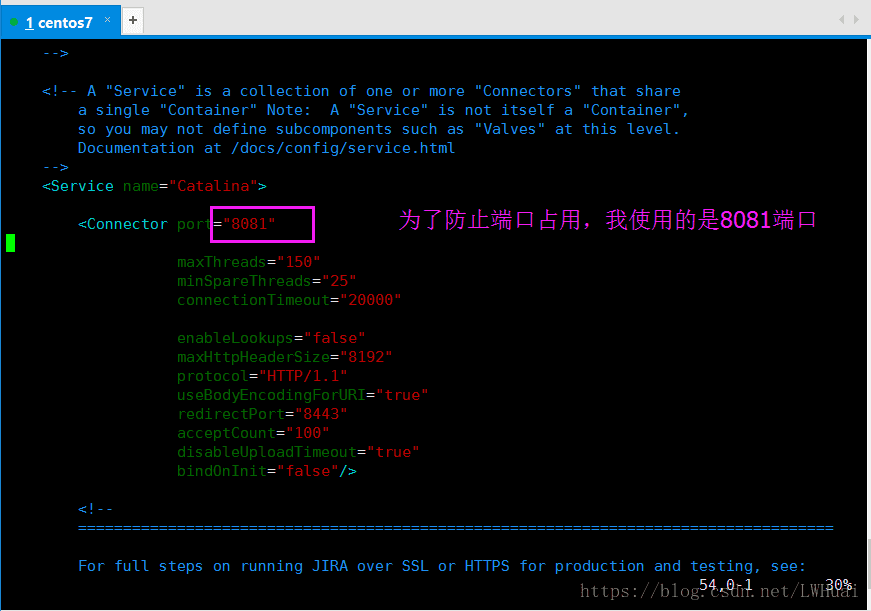 1 centos7 × +
-->
<!-- A "Service" is a collection of one or more "Connectors" that share
a single "Container" Note:  A "Service" is not itself a "Container",
so you may not define subcomponents such as "Valves" at this level.
Documentation at /docs/config/service.html
-->
<Service name="Catalina">
<Connector port="8081" 为了防止端口占用，我使用的是8081端口
maxThreads="150"
minSpareThreads="25"
connectionTimeout="20000"
enableLookups="false"
maxHttpHeaderSize="8192"
protocol="HTTP/1.1"
useBodyEncodingForURI="true"
redirectPort="8443"
acceptCount="100"
disableUploadTimeout="true"
bindOnInit="false"/>
<!--
====================================================================================
For full steps on running JIRA over SSL or HTTPS for production and testing, see:
54,0-1 30%
https://blog.csdn.net/LWHuai